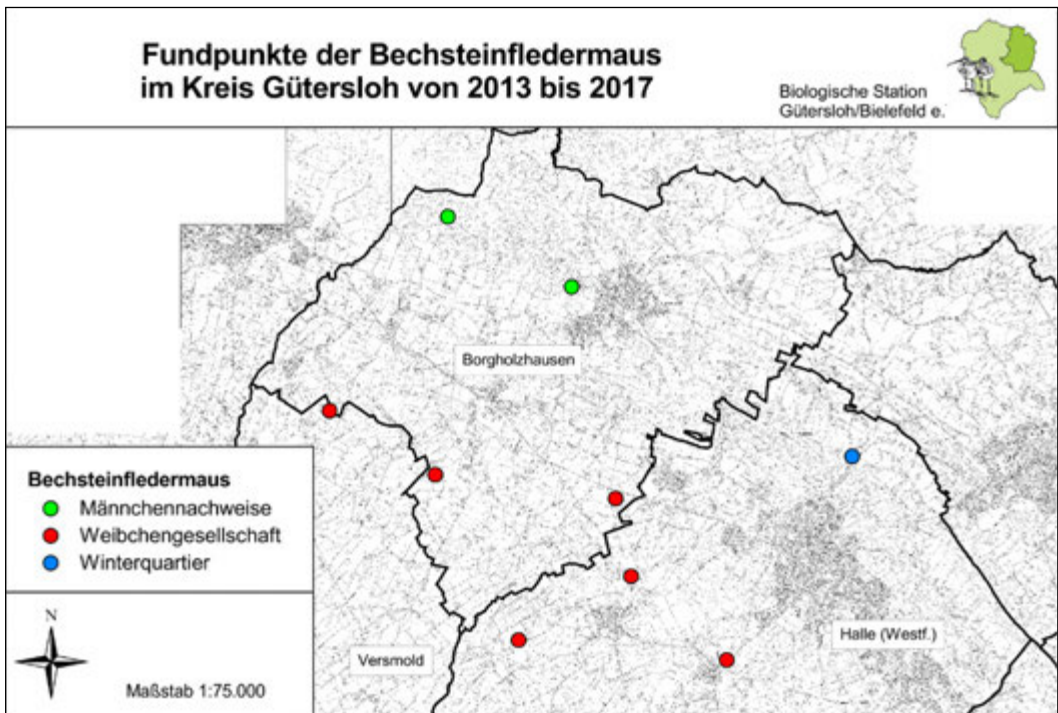 Fundpunkte der Bechsteinfledermaus
im Kreis Gütersloh von 2013 bis 2017
Biologische Station
Gütersloh/Bielefeld e.
Borgholzhausen
Bechsteinfledermaus
Männchennachweise
Weibchengesellschaft
Winterquartier
Halle (Westf.)
Versmold
N
Maßstab 1:75.000